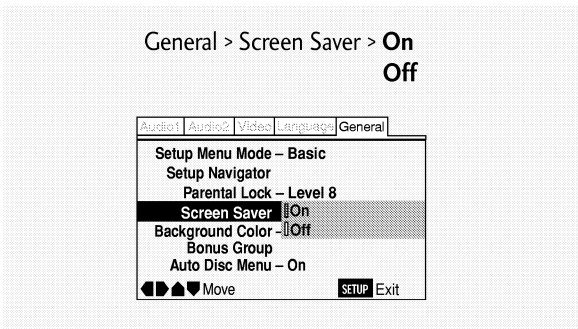 General > Screen Saver > On
Off
Audio1 Audio2 Video Language General
Setup Menu Mode – Basic
Setup Navigator
Parental Lock – Level 8
Screen Saver On
Background Color – Off
Bonus Group
Auto Disc Menu – On
Move SETUP Exit